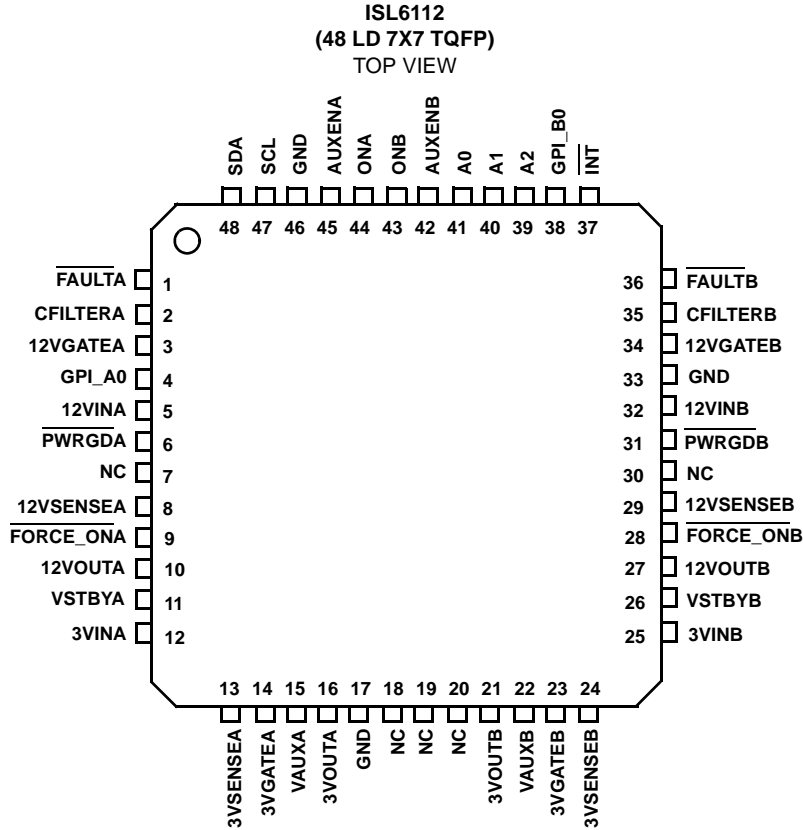 ISL6112
(48 LD 7X7 TQFP)
TOP VIEW
SDA
SCL
GND
AUXENA
ONA
ONB
AUXENB
A0
A1
A2
GPI_B0
INT
48 47 46 45 44 43 42 41 40 39 38 37
FAULTA 1
CFILTERA 2
12VGATEA 3
GPI_A0 4
12VINA 5
PWRGDA 6
NC 7
12VSENSEA 8
FORCE_ONA 9
12VOUTA 10
VSTBYA 11
3VINA 12
36 FAULTB
35 CFILTERB
34 12VGATEB
33 GND
32 12VINB
31 PWRGDB
30 NC
29 12VSENSEB
28 FORCE_ONB
27 12VOUTB
26 VSTBYB
25 3VINB
13 14 15 16 17 18 19 20 21 22 23 24
3VSENSEA
3VGATEA
VAUXA
3VOUTA
GND
NC
NC
NC
3VOUTB
VAUXB
3VGATEB
3VSENSEB